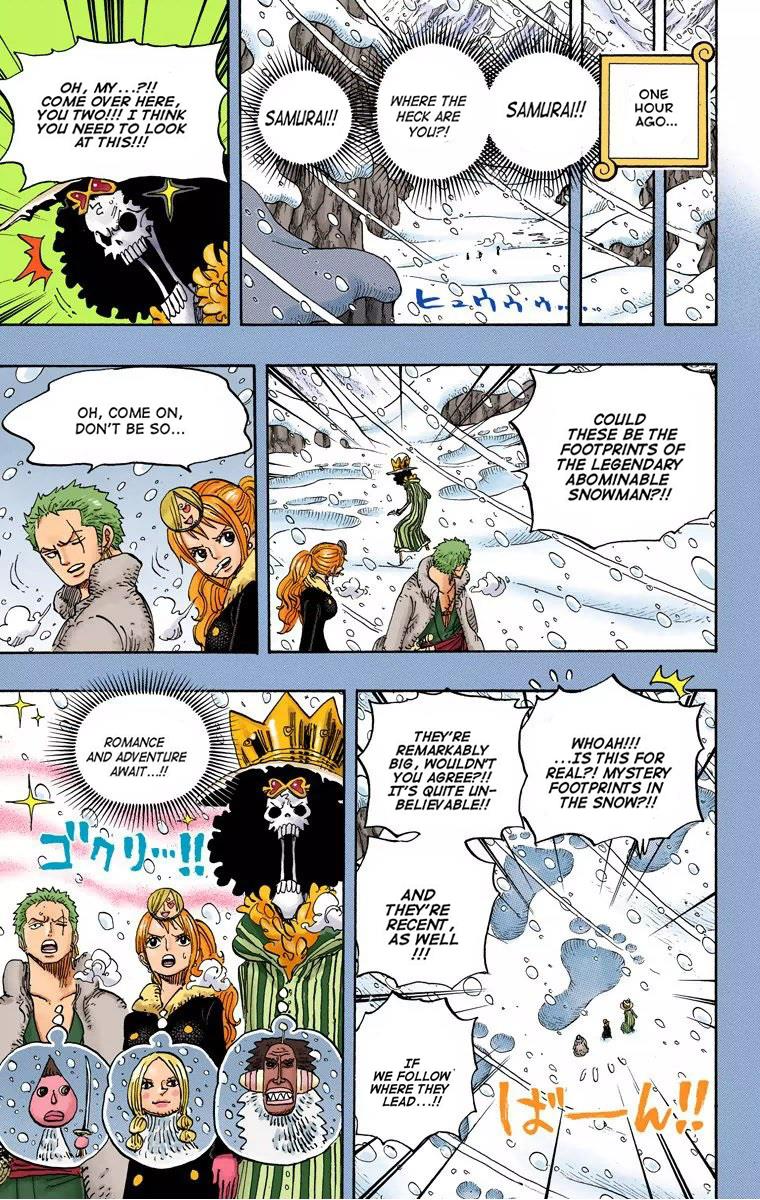 ONE
HOUR
AGO...
SAMURAI!!
WHERE THE
HECK ARE
YOU?!
SAMURAI!!
ヒュウゥゥ.....
OH, MY...?!!
COME OVER HERE,
YOU TWO!!! I THINK
YOU NEED TO LOOK
AT THIS!!!
COULD
THESE BE THE
FOOTPRINTS OF
THE LEGENDARY
ABOMINABLE
SNOWMAN?!!
OH, COME ON,
DON'T BE SO...
WHOAH!!!
...IS THIS FOR
REAL?! MYSTERY
FOOTPRINTS IN
THE SNOW?!!
THEY'RE
REMARKABLY
BIG, WOULDN'T
YOU AGREE?!!
IT'S QUITE UN-
BELIEVABLE!!
AND
THEY'RE
RECENT,
AS WELL
!!!
IF
WE FOLLOW
WHERE THEY
LEAD...!!
ばーん!!
ROMANCE
AND ADVENTURE
AWAIT...!!
ゴクリ…!!